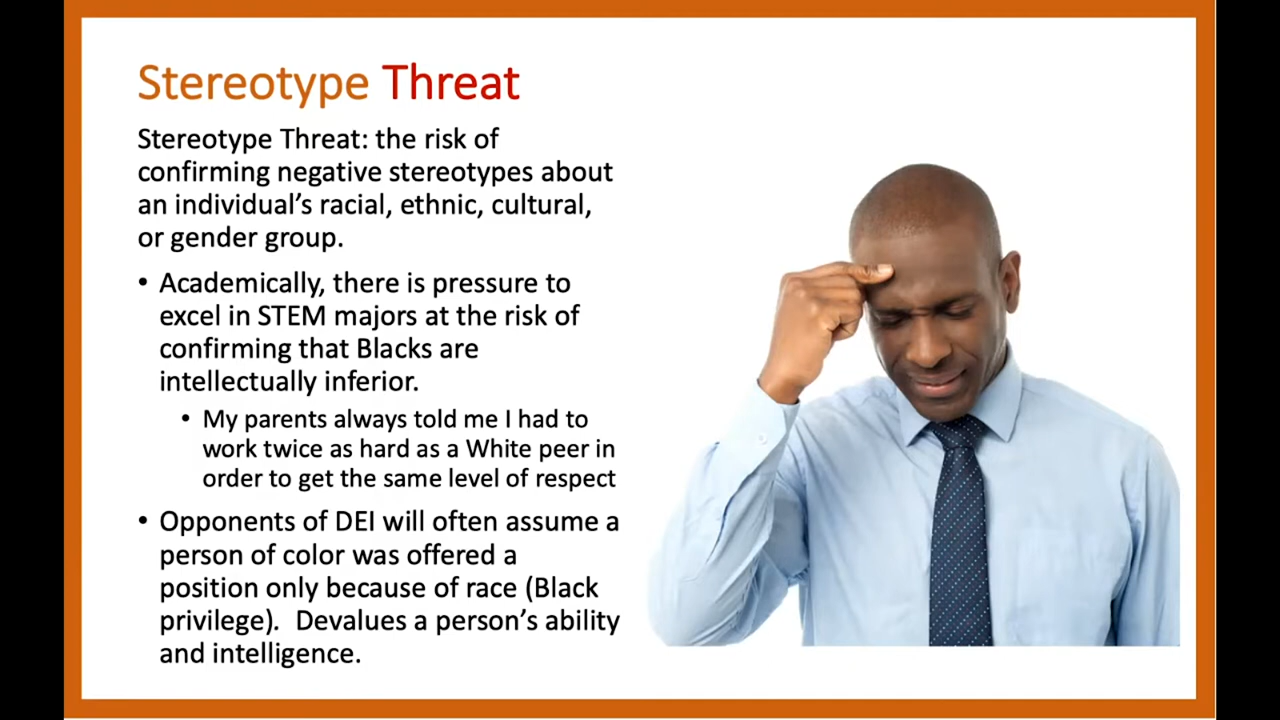 Stereotype Threat
Stereotype Threat: the risk of
confirming negative stereotypes about
an individual’s racial, ethnic, cultural,
or gender group.
• Academically, there is pressure to
excel in STEM majors at the risk of
confirming that Blacks are
intellectually inferior.
• My parents always told me I had to
work twice as hard as a White peer in
order to get the same level of respect
• Opponents of DEI will often assume a
person of color was offered a
position only because of race (Black
privilege).  Devalues a person’s ability
and intelligence.